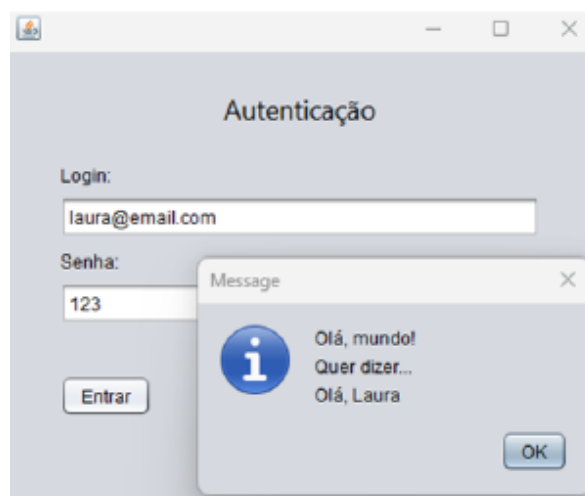 Autenticação
Login:
laura@email.com
Senha:
123
Entrar
Message
Olá, mundo!
Quer dizer...
Olá, Laura
OK